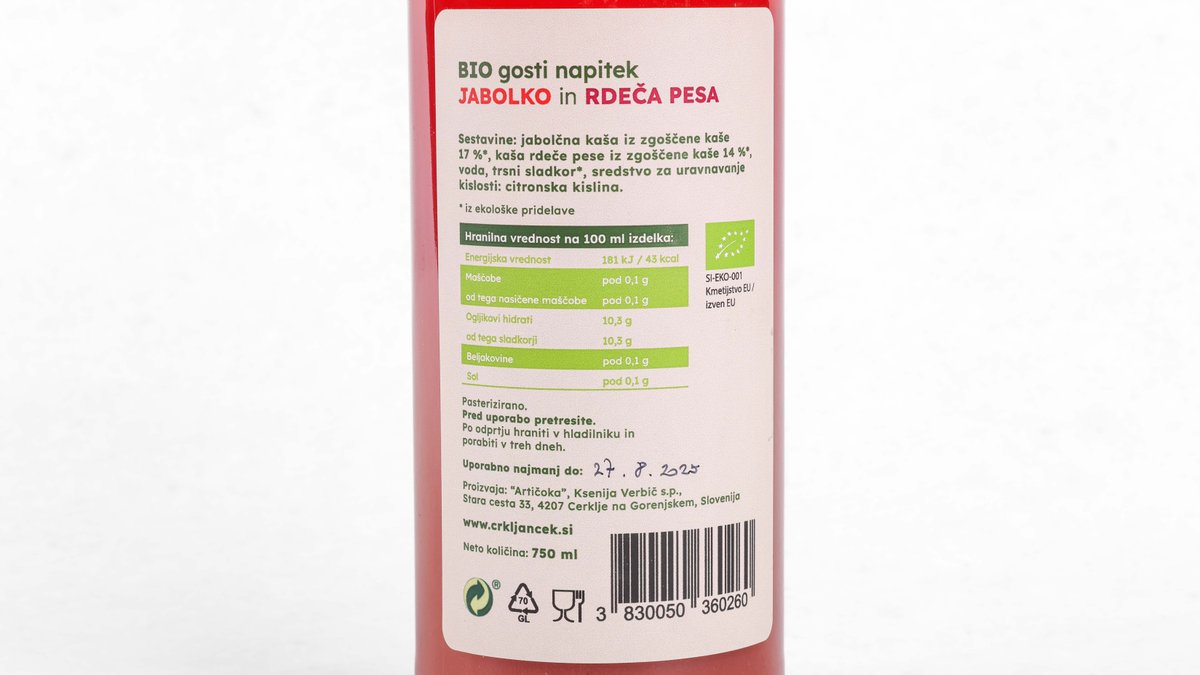 BIO gosti napitek
JABOLKO in RDEČA PESA
Sestavine: jabolčna kaša iz zgoščene kaše
17 %*, kaša rdeče pese iz zgoščene kaše 14 %*,
voda, trsni sladkor*, sredstvo za uravnavanje
kislosti: citronska kislina.
* iz ekološke pridelave
Hranilna vrednost na 100 ml izdelka:
Energijska vrednost 181 kJ / 43 kcal
Maščobe pod 0,1 g
od tega nasičene maščobe pod 0,1 g
Ogljikovi hidrati 10,3 g
od tega sladkorji 10,3 g
Beljakovine pod 0,1 g
Sol pod 0,1 g
SI-EKO-001
Kmetijstvo EU /
izven EU
Pasterizirano.
Pred uporabo pretresite.
Po odprtju hraniti v hladilniku in
porabiti v treh dneh.
Uporabno najmanj do: 27. 8. 2025
Proizvaja: "Artičoka", Ksenija Verbič s.p.,
Stara cesta 33, 4207 Cerklje na Gorenjskem, Slovenija
www.crkljancek.si
Neto količina: 750 ml
®
70
GL
3 830050 360260